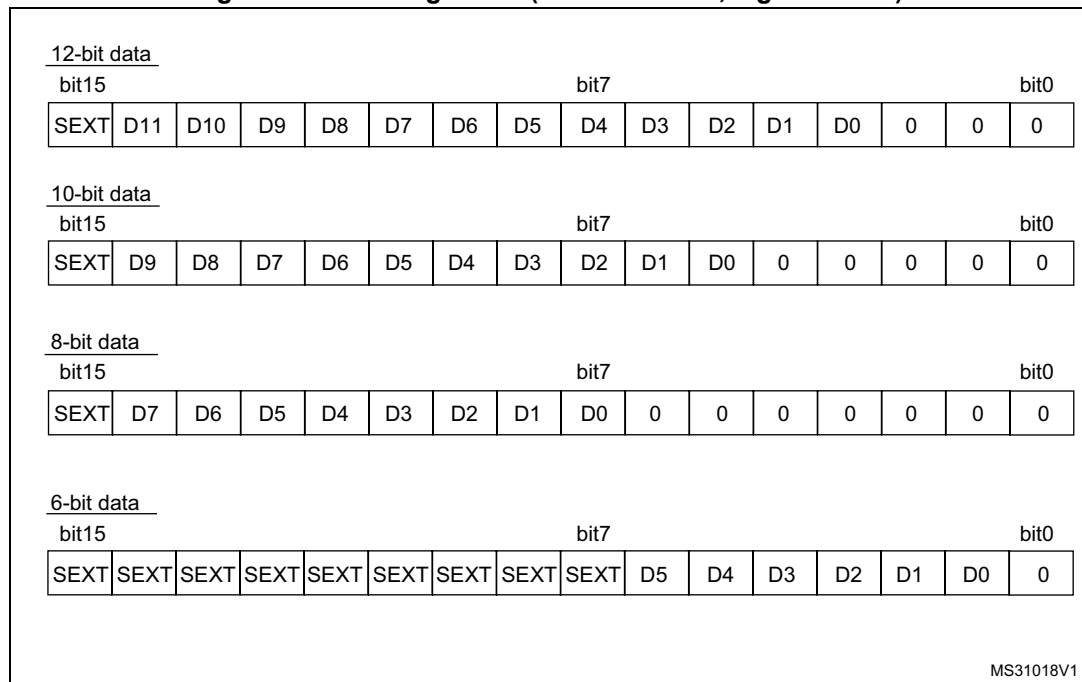 12-bit data
bit15 bit7 bit0
SEXT D11 D10 D9 D8 D7 D6 D5 D4 D3 D2 D1 D0 0 0 0
10-bit data
bit15 bit7 bit0
SEXT D9 D8 D7 D6 D5 D4 D3 D2 D1 D0 0 0 0 0 0
8-bit data
bit15 bit7 bit0
SEXT D7 D6 D5 D4 D3 D2 D1 D0 0 0 0 0 0 0 0
6-bit data
bit15 bit7 bit0
SEXT SEXT SEXT SEXT SEXT SEXT SEXT SEXT SEXT D5 D4 D3 D2 D1 D0 0
MS31018V1